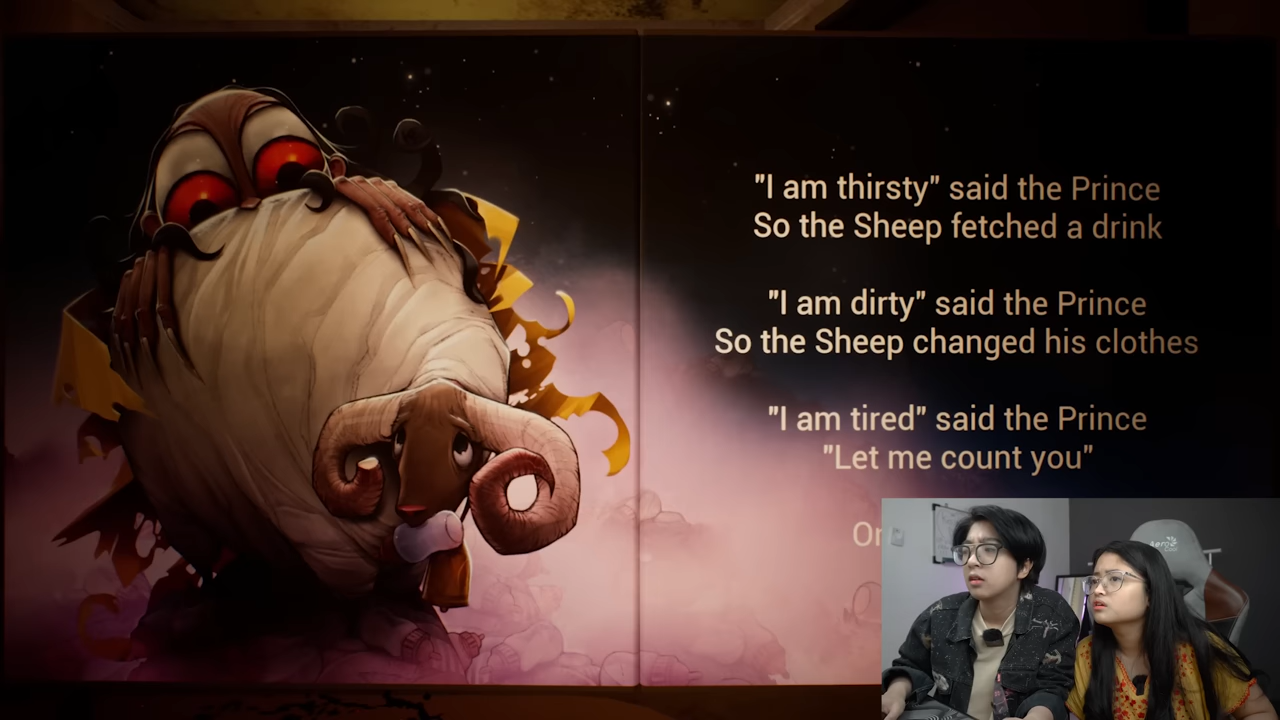 "I am thirsty" said the Prince
So the Sheep fetched a drink
"I am dirty" said the Prince
So the Sheep changed his clothes
"I am tired" said the Prince
"Let me count you"